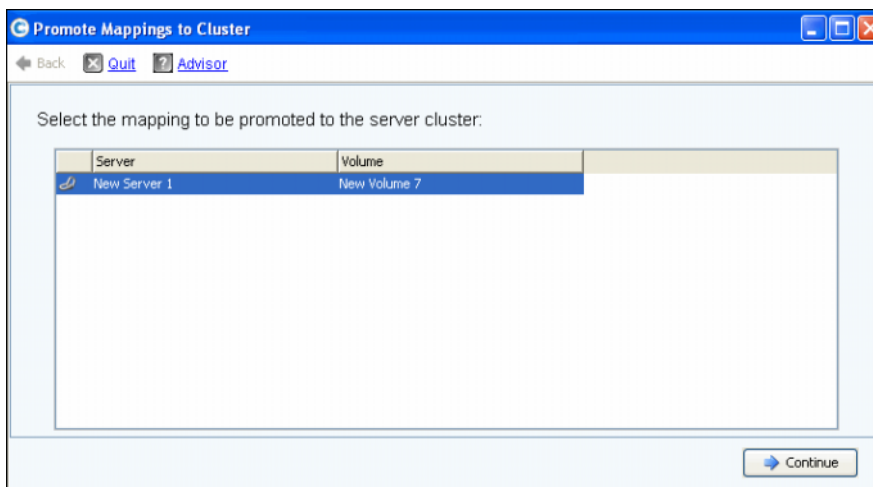 Promote Mappings to Cluster
Back Quit ? Advisor
Select the mapping to be promoted to the server cluster:
Server Volume
New Server 1 New Volume 7
Continue